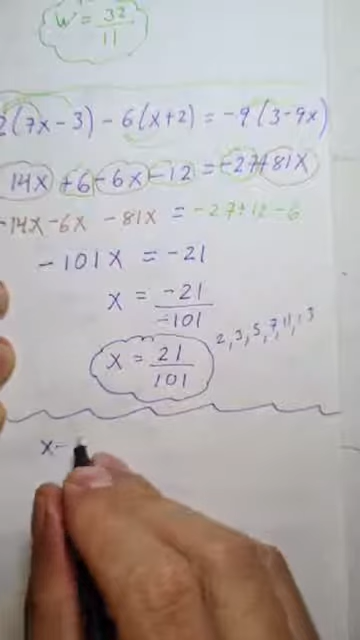 W = 32/11
2(7x-3) - 6(x+2) = -9(3-9x)
14x +6 -6x -12 = -27+81x
-14x -6x -81x = -27+12-6
-101x = -21
x = -21/-101
x = 21/101
2, 3, 5, 7, 11, 13
x-